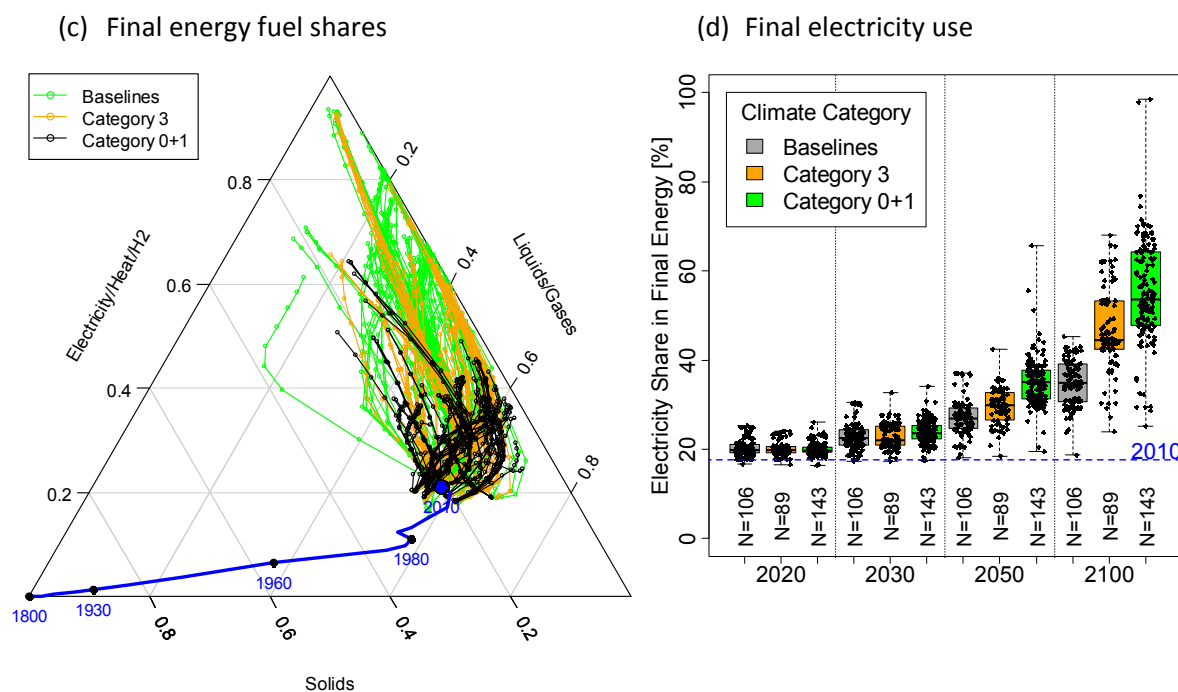 (c) Final energy fuel shares
Baselines
Category 3
Category 0+1
0.8
0.6
0.4
0.2
Electricity/Heat/H2
0.2
0.4
0.6
0.8
Liquids/Gases
2010
1980
1960
1930
1800
0.8
0.6
0.4
0.2
Solids
(d) Final electricity use
Climate Category
Baselines
Category 3
Category 0+1
Electricity Share in Final Energy [%]
100
80
60
40
20
0
2010
N=106
N=89
N=143
N=106
N=89
N=143
N=106
N=89
N=143
N=106
N=89
N=143
2020
2030
2050
2100